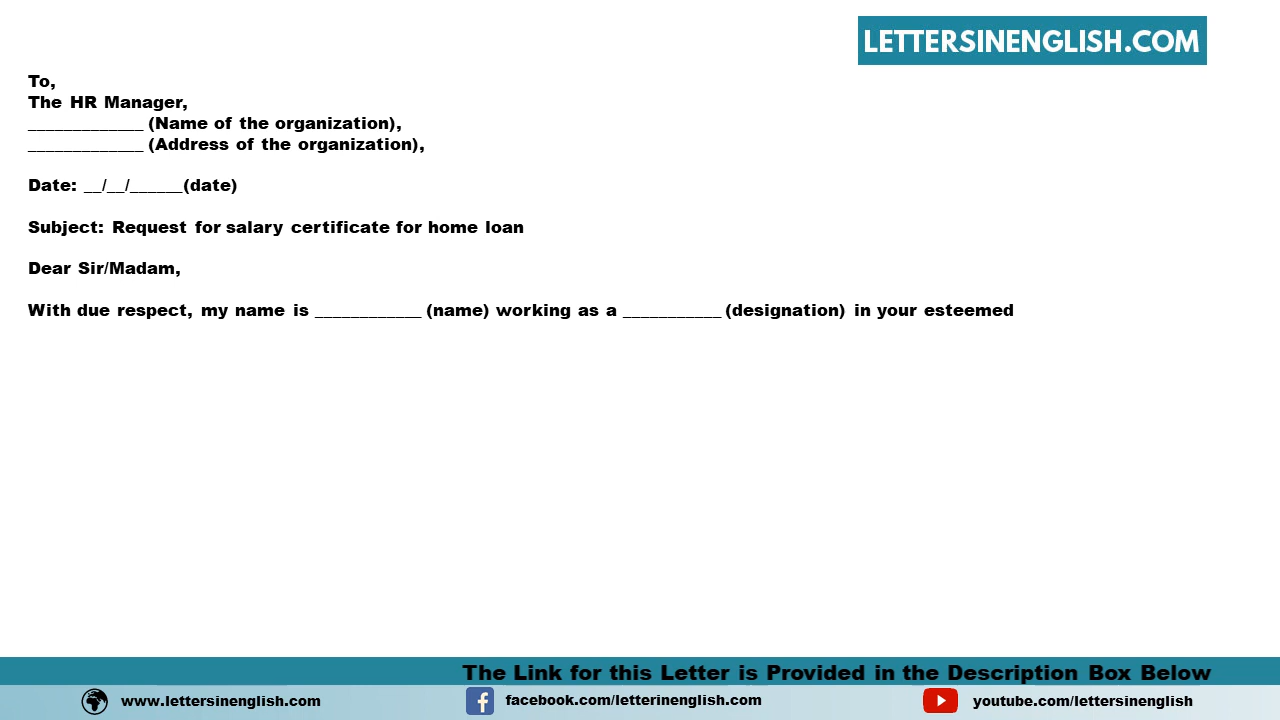 LETTERSINENGLISH.COM
To,
The HR Manager,
_____________ (Name of the organization),
_____________ (Address of the organization),
Date: __/__/______(date)
Subject: Request for salary certificate for home loan
Dear Sir/Madam,
With due respect, my name is ____________ (name) working as a ___________ (designation) in your esteemed
The Link for this Letter is Provided in the Description Box Below
www.lettersinenglish.com
facebook.com/letterinenglish.com
youtube.com/lettersinenglish